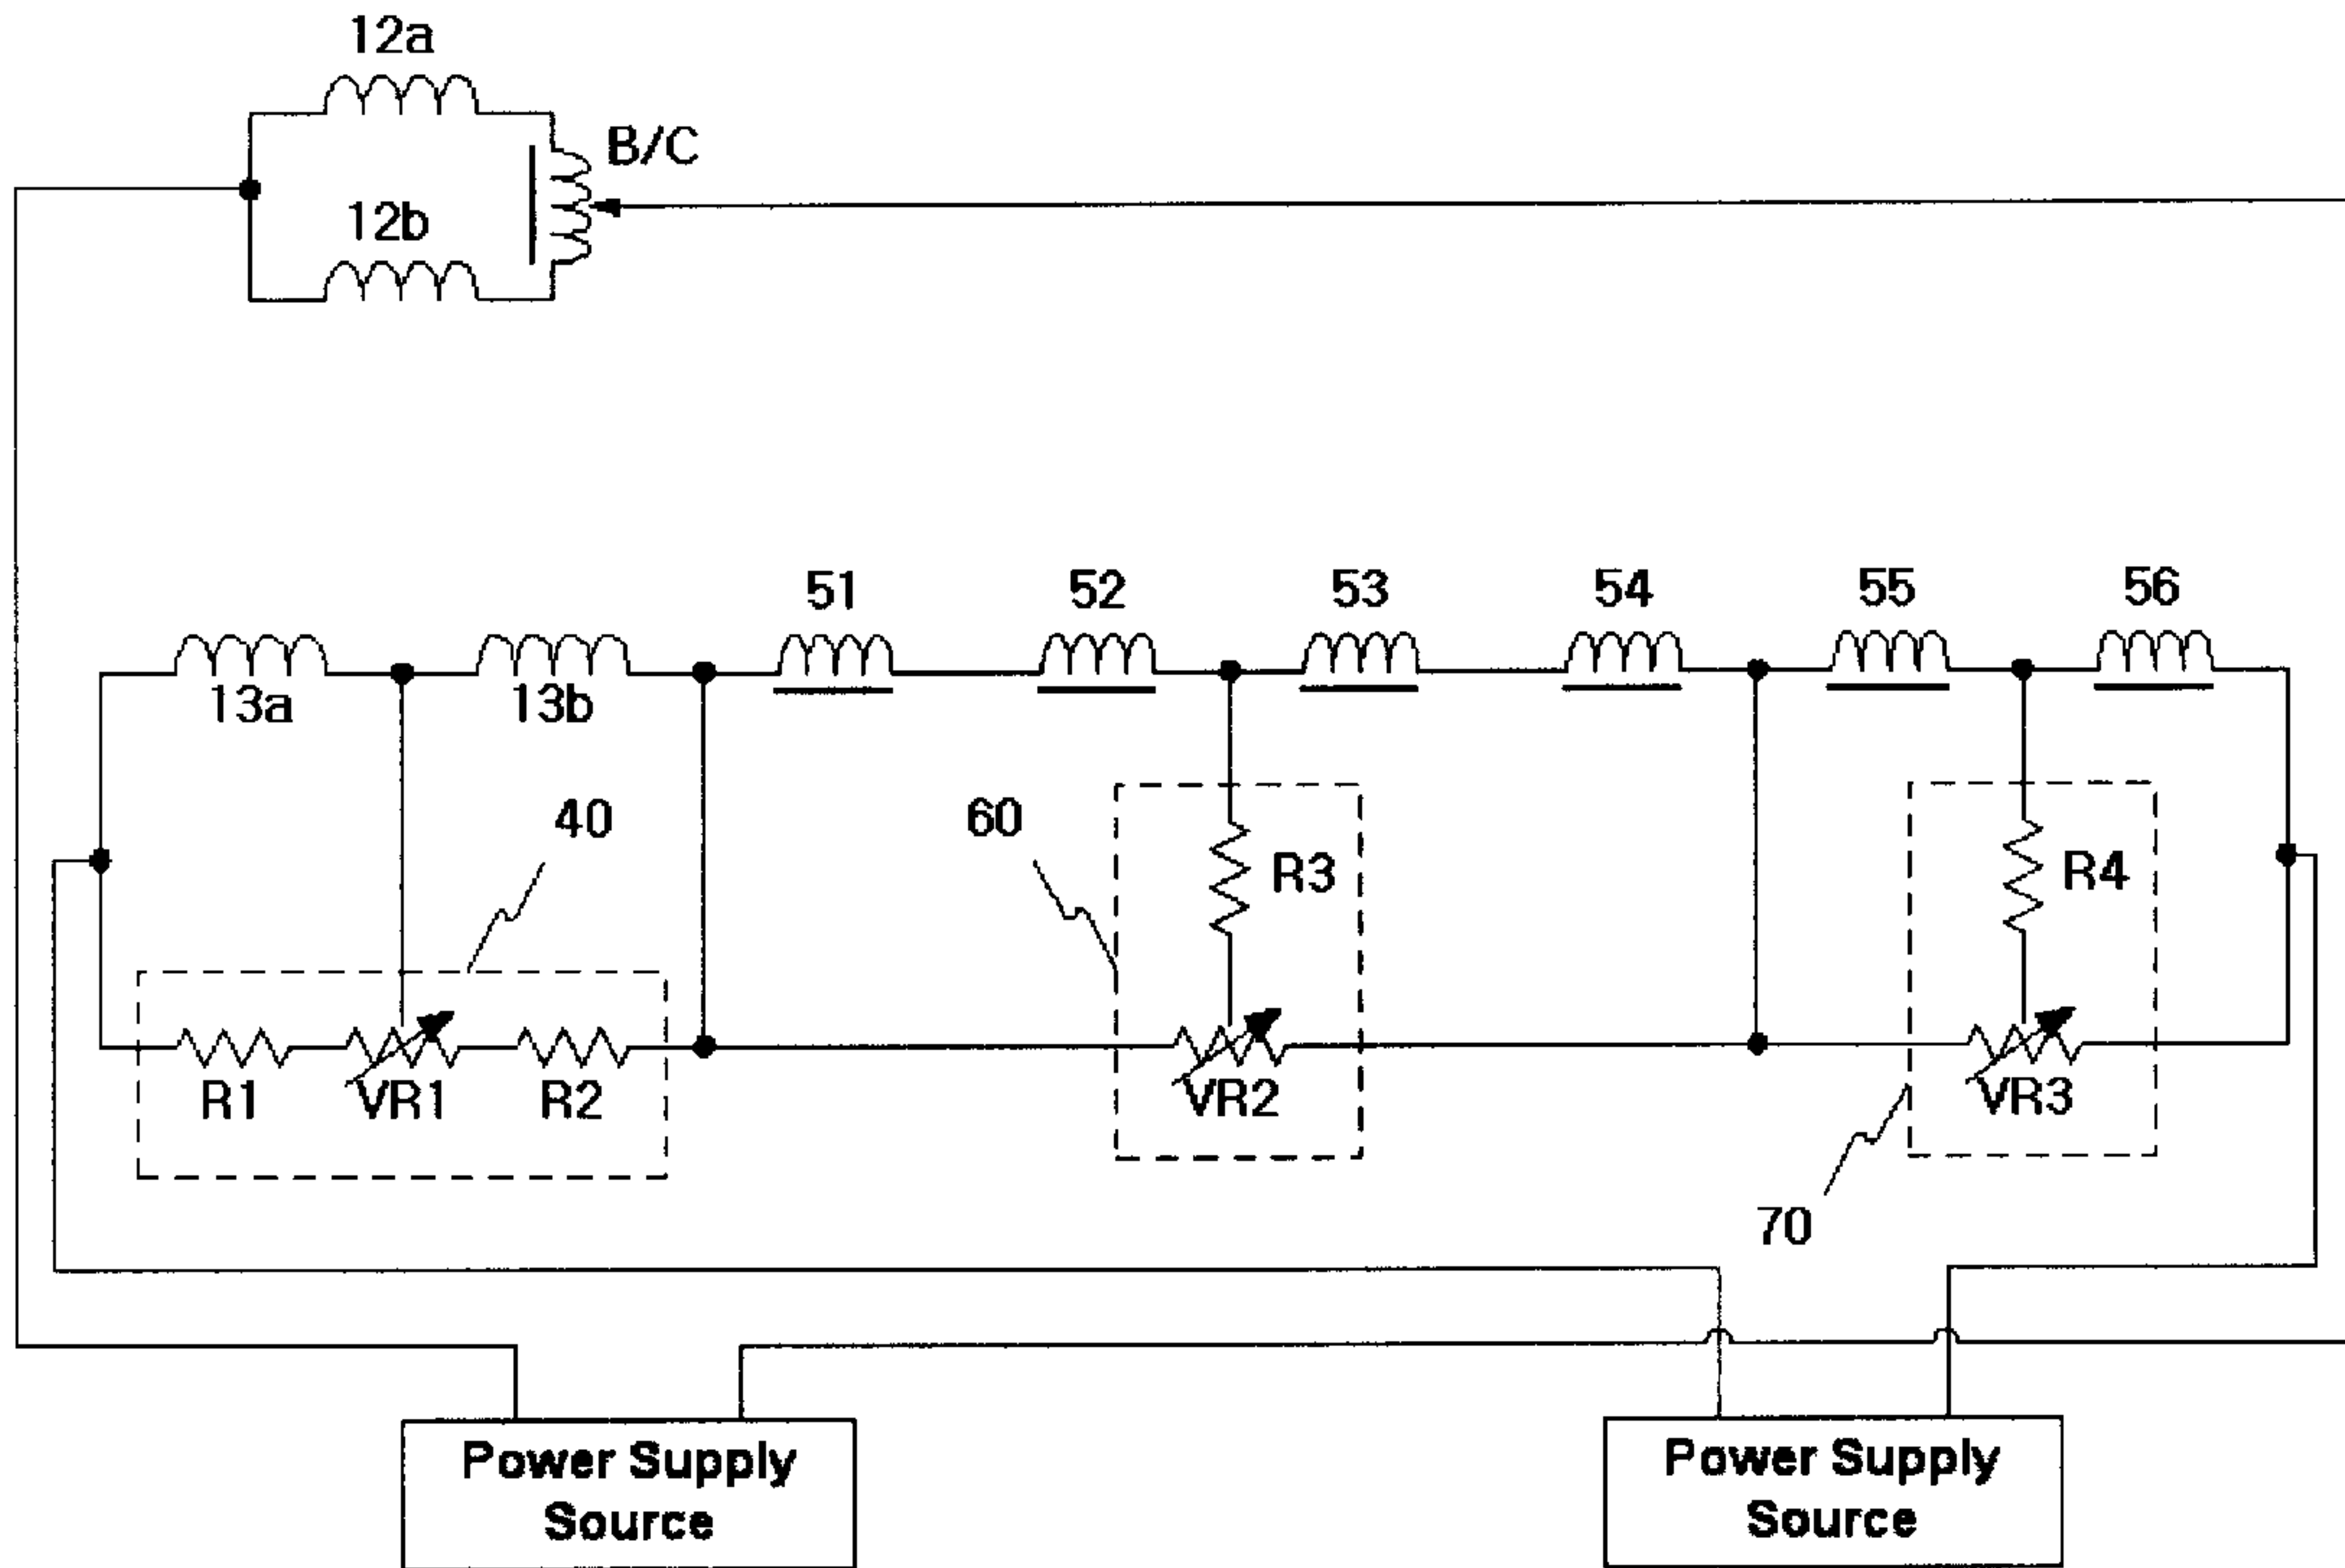 12a
B/C
12b
51
52
53
54
55
56
13a
13b
40
60
R3
R4
R1
VR1
R2
VR2
VR3
70
Power Supply
Source
Power Supply
Source